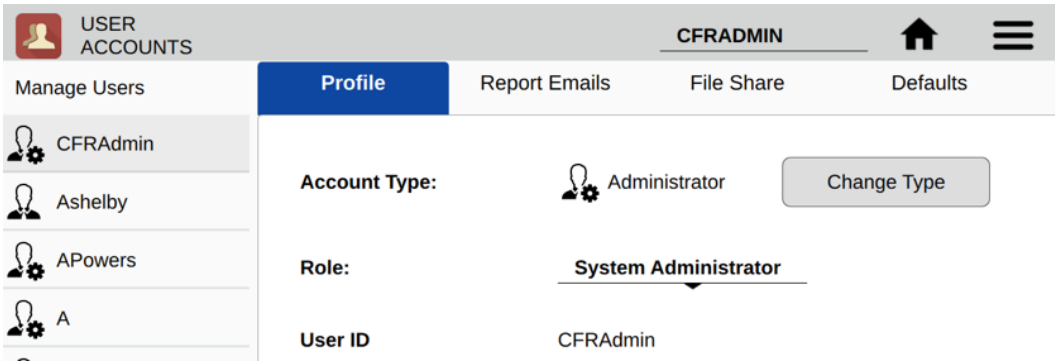 USER
ACCOUNTS
CFRADMIN
Manage Users
Profile
Report Emails
File Share
Defaults
CFRAdmin
Ashelby
APowers
A
Account Type:
Administrator
Change Type
Role:
System Administrator
User ID
CFRAdmin